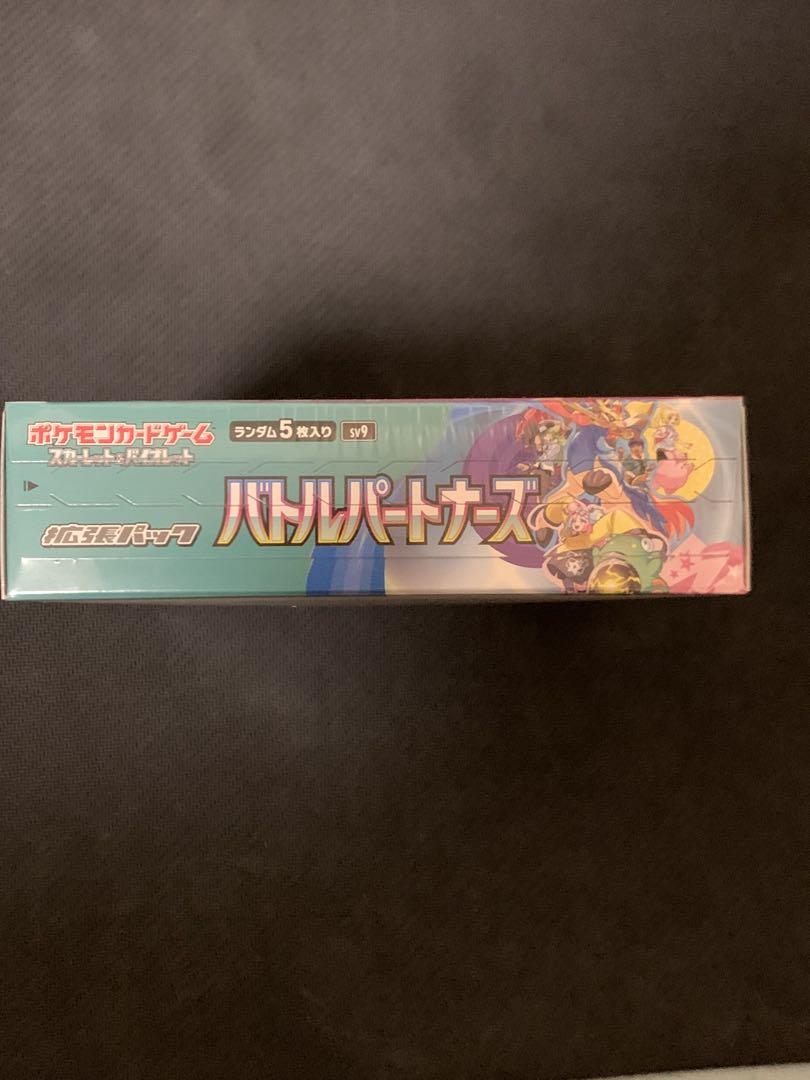 ポケモンカードゲーム
スカーレット&バイオレット
ランダム5枚入り
sv9
拡張パック
バトルパートナーズ